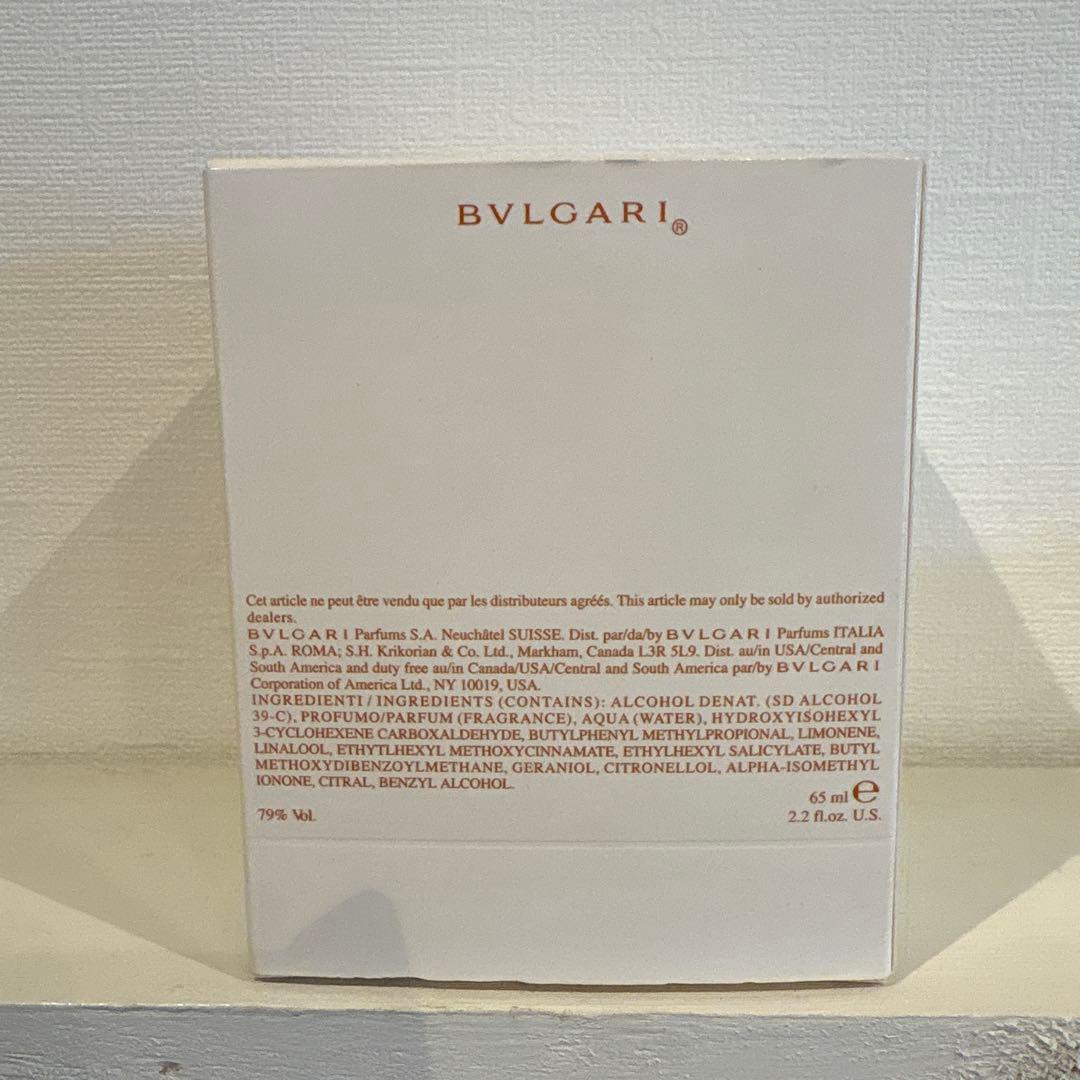 BVLGARI®
Cet article ne peut être vendu que par les distributeurs agréés. This article may only be sold by authorized
dealers.
BVLGARI Parfums S.A. Neuchâtel SUISSE. Dist. par/da/by BVLGARI Parfums ITALIA
S.p.A. ROMA; S.H. Krikorian & Co. Ltd., Markham, Canada L3R 5L9. Dist. au/in USA/Central and
South America and duty free au/in Canada/USA/Central and South America par/by BVLGARI
Corporation of America Ltd., NY 10019, USA.
INGREDIENTI / INGREDIENTS (CONTAINS): ALCOHOL DENAT. (SD ALCOHOL
39-C), PROFUMO/PARFUM (FRAGRANCE), AQUA (WATER), HYDROXYISOHEXYL
3-CYCLOHEXENE CARBOXALDEHYDE, BUTYLPHENYL METHYLPROPIONAL, LIMONENE,
LINALOOL, ETHYTLHEXYL METHOXYCINNAMATE, ETHYLHEXYL SALICYLATE, BUTYL
METHOXYDIBENZOYLMETHANE, GERANIOL, CITRONELLOL, ALPHA-ISOMETHYL
IONONE, CITRAL, BENZYL ALCOHOL.
65 ml ℮
79% Vol. 2.2 fl.oz. U.S.